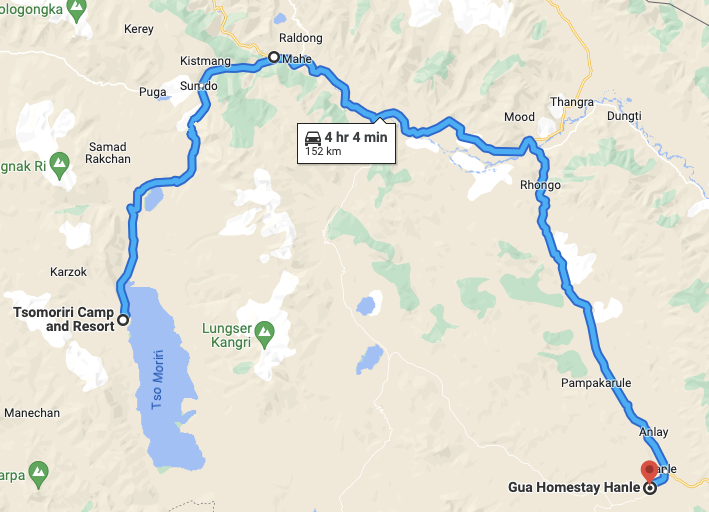 ologongka
Kerey
Raldong
Mahe
Kistmang
Sumdo
Puga
Thangra
Mood
Dungti
4 hr 4 min
152 km
Samad
Rakchan
gnak Ri
Rhongo
Karzok
Tsomoriri Camp
and Resort
Lungser
Kangri
Tso Moriri
Pampakarule
Manechan
Anlay
arpa
anle
Gua Homestay Hanle